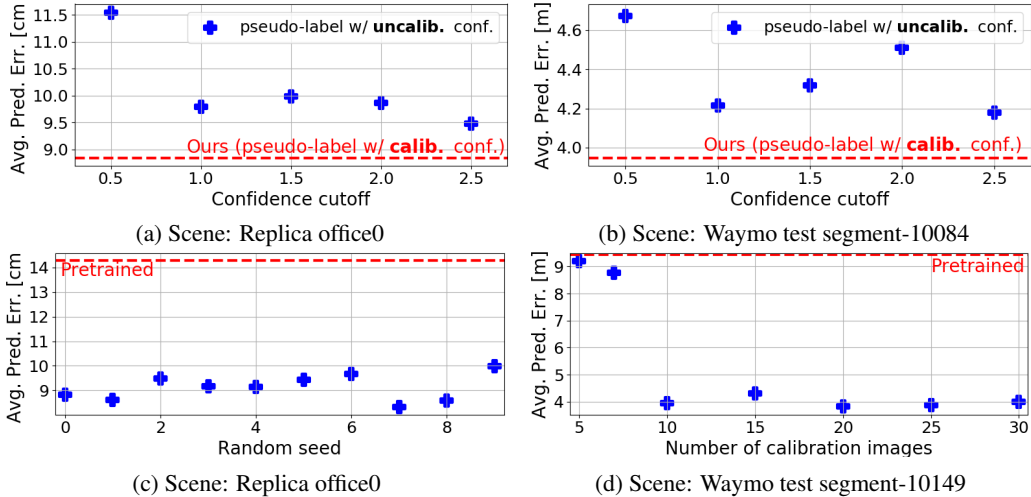 11.5
11.0
10.5
10.0
9.5
9.0
Avg. Pred. Err. [cm]
pseudo-label w/ uncalib. conf.
Ours (pseudo-label w/ calib. conf.)
0.5 1.0 1.5 2.0 2.5
Confidence cutoff
(a) Scene: Replica office0
4.6
4.4
4.2
4.0
Avg. Pred. Err. [m]
pseudo-label w/ uncalib. conf.
Ours (pseudo-label w/ calib. conf.)
0.5 1.0 1.5 2.0 2.5
Confidence cutoff
(b) Scene: Waymo test segment-10084
14
13
12
11
10
9
Avg. Pred. Err. [cm
Pretrained
0 2 4 6 8
Random seed
(c) Scene: Replica office0
9
8
7
6
5
4
Avg. Pred. Err. [m]
Pretrained
5 10 15 20 25 30
Number of calibration images
(d) Scene: Waymo test segment-10149